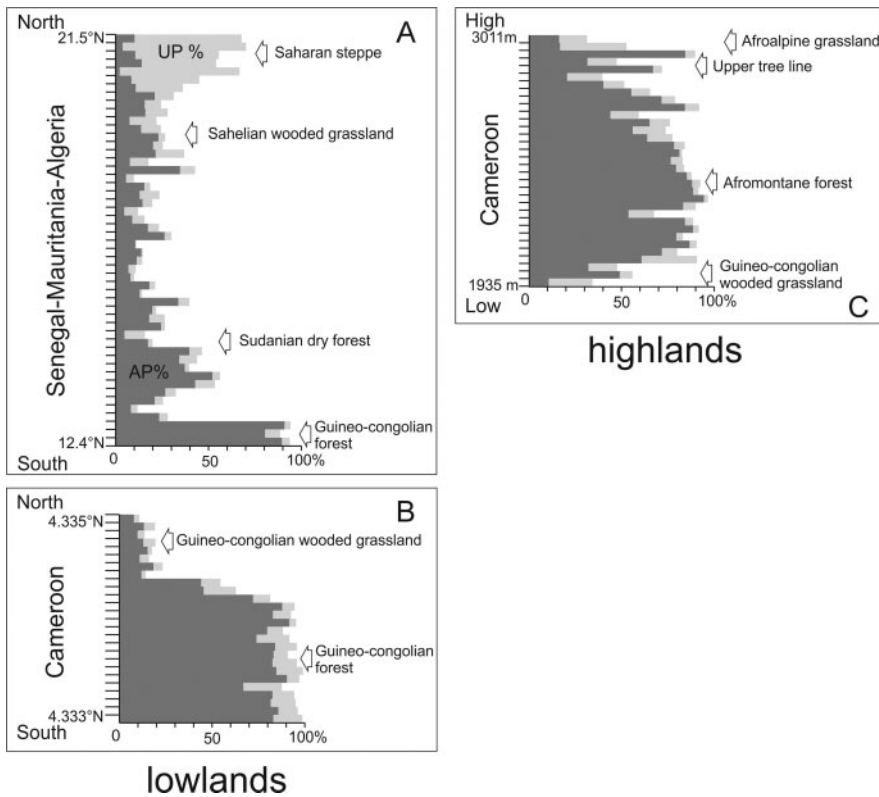 North
A
21.5°N
UP %
Saharan steppe
Sahelian wooded grassland
Senegal-Mauritania-Algeria
Sudanian dry forest
AP%
Guineo-congolian
forest
12.4°N
South
0 50 100%
North
B
4.335°N
Guineo-congolian wooded grassland
Cameroon
Guineo-congolian
forest
4.333°N
South
0 50 100%
lowlands
High
3011m
Afroalpine grassland
Upper tree line
Cameroon
Afromontane forest
Guineo-congolian
wooded grassland
1935 m
Low
C
0 50 100%
highlands